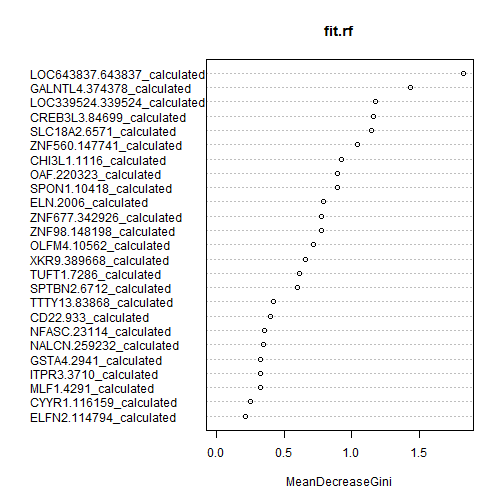 fit.rf
LOC643837.643837_calculated
GALNTL4.374378_calculated
LOC339524.339524_calculated
CREB3L3.84699_calculated
SLC18A2.6571_calculated
ZNF560.147741_calculated
CHI3L1.1116_calculated
OAF.220323_calculated
SPON1.10418_calculated
ELN.2006_calculated
ZNF677.342926_calculated
ZNF98.148198_calculated
OLFM4.10562_calculated
XKR9.389668_calculated
TUFT1.7286_calculated
SPTBN2.6712_calculated
TTTY13.83868_calculated
CD22.933_calculated
NFASC.23114_calculated
NALCN.259232_calculated
GSTA4.2941_calculated
ITPR3.3710_calculated
MLF1.4291_calculated
CYYR1.116159_calculated
ELFN2.114794_calculated
0.0 0.5 1.0 1.5
MeanDecreaseGini